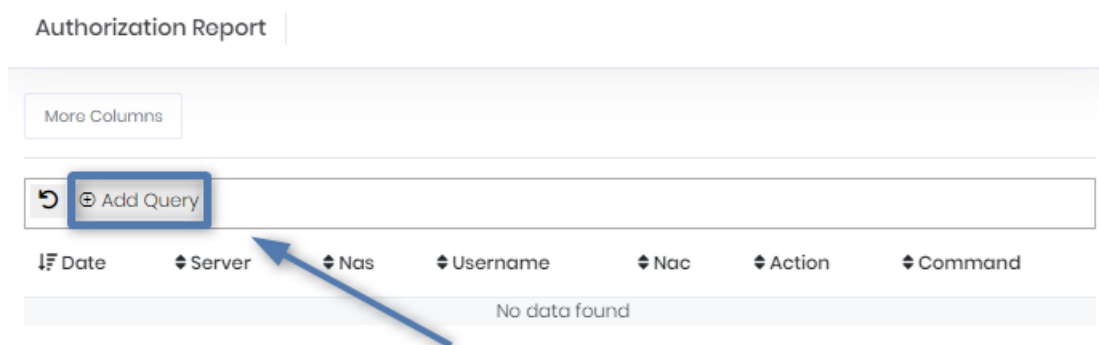 Authorization Report
More Columns
Add Query
Date Server Nas Username Nac Action Command
No data found